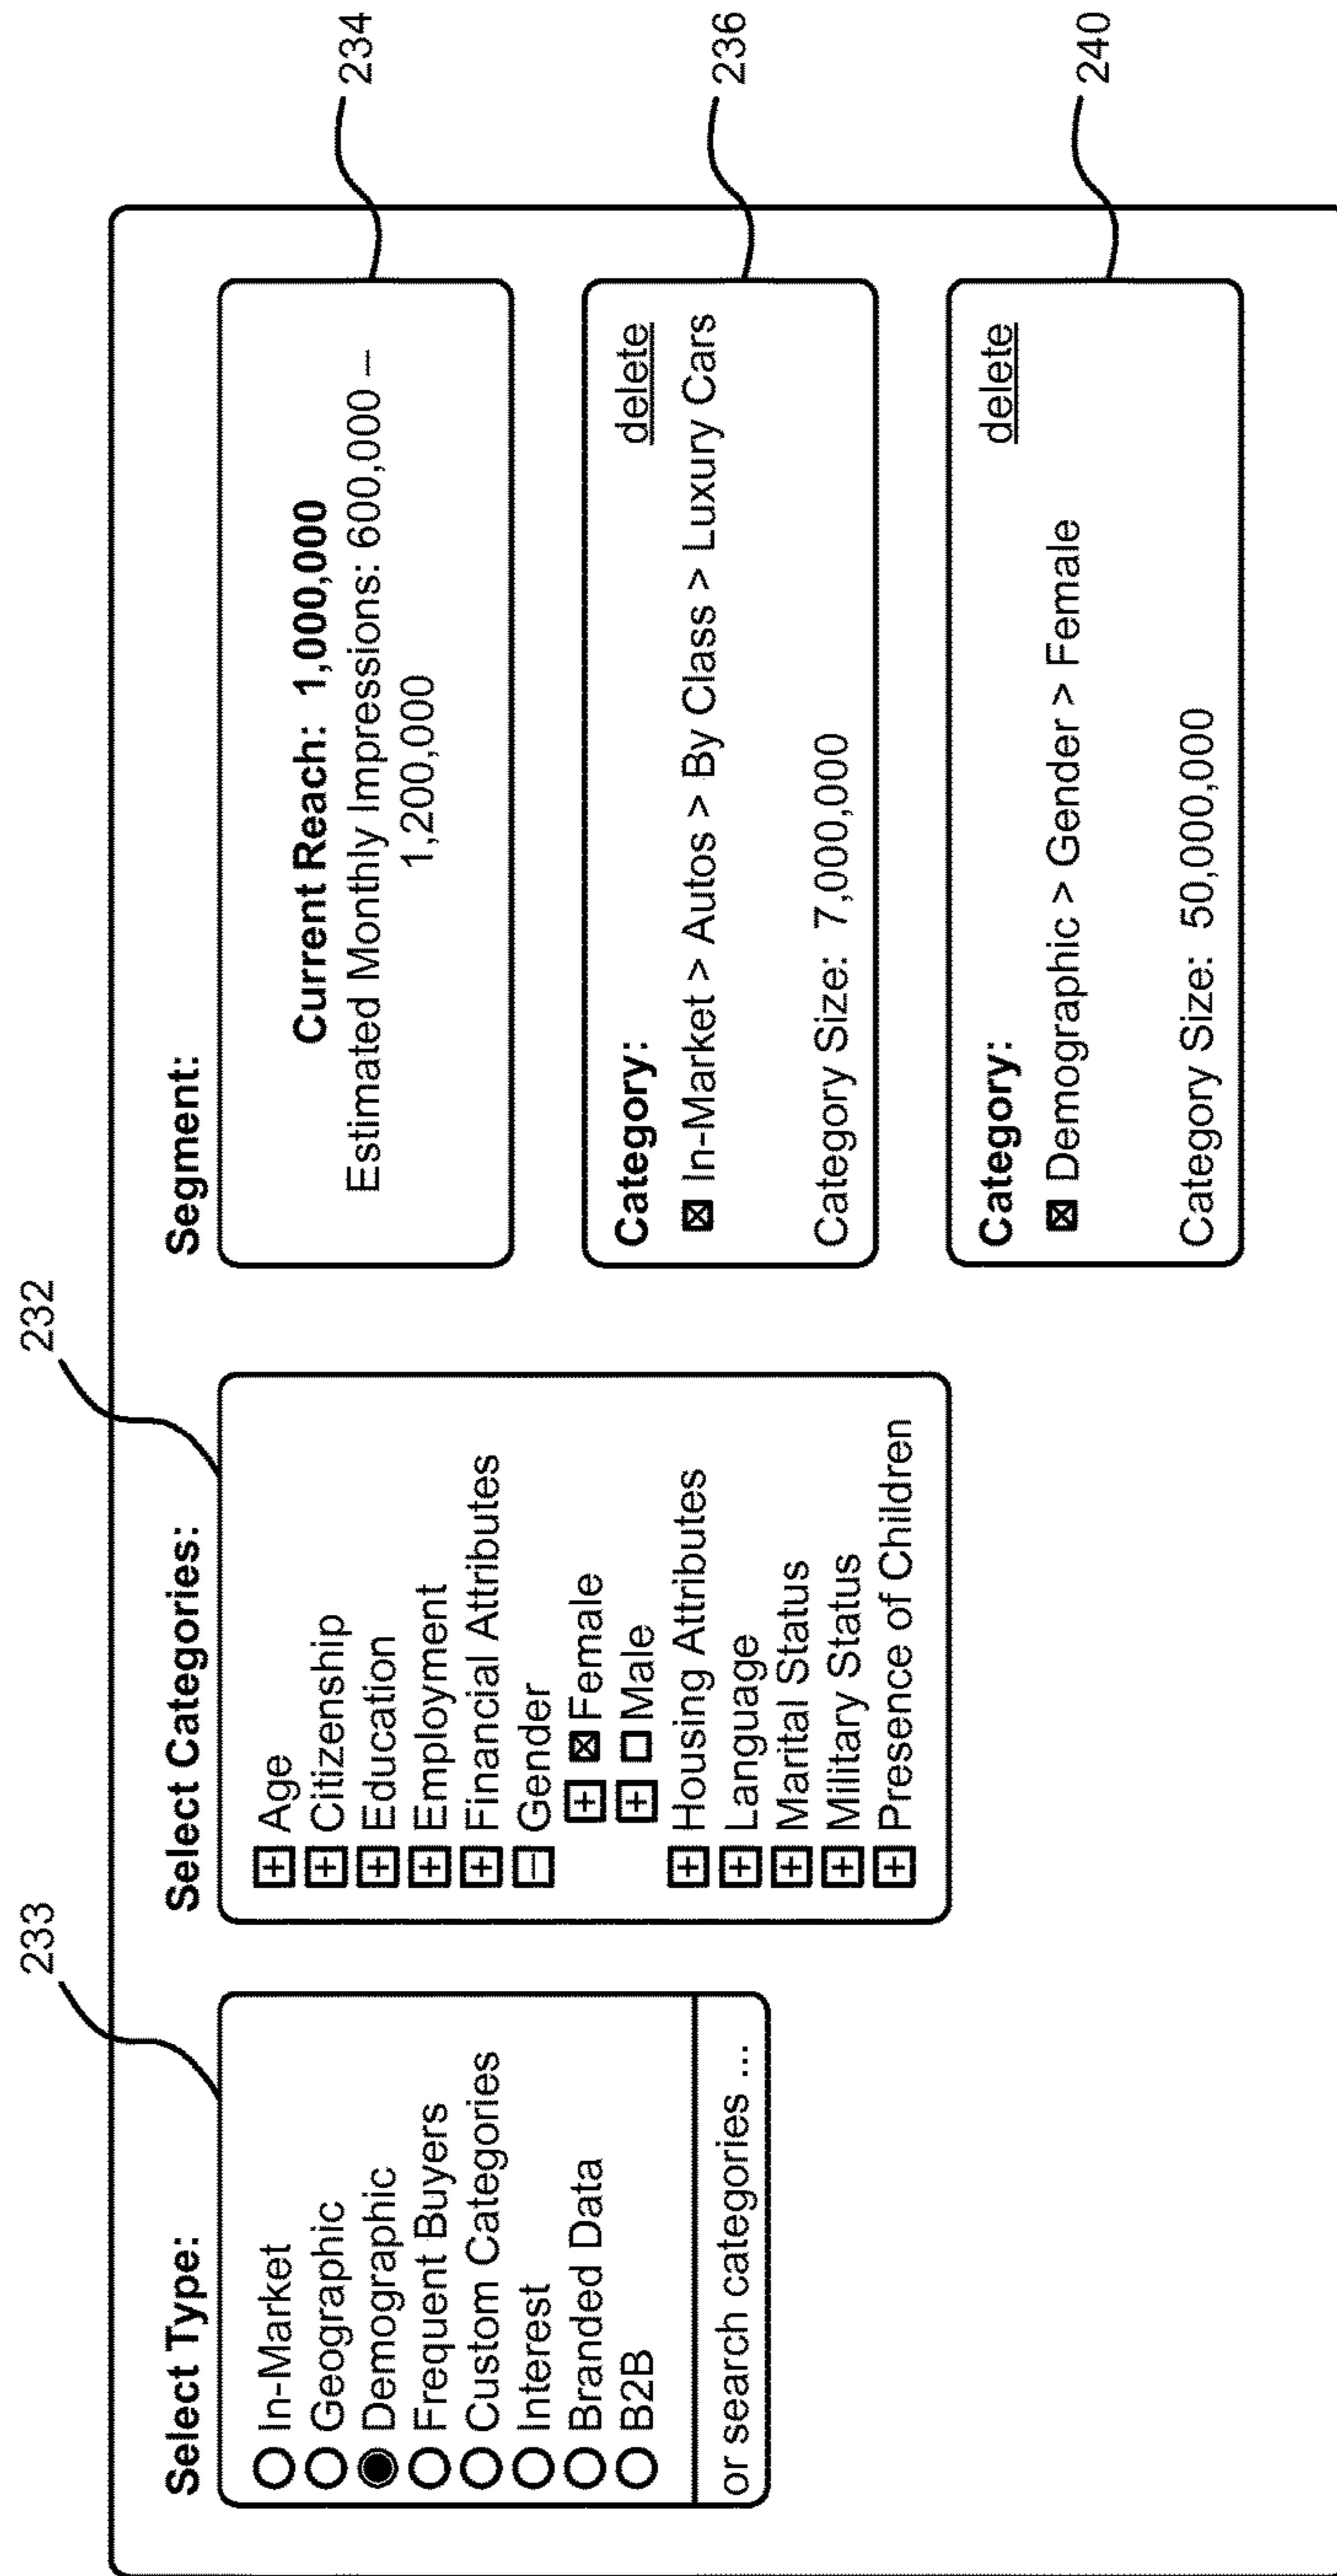 233
Select Type:
In-Market
Geographic
Demographic
Frequent Buyers
Custom Categories
Interest
Branded Data
B2B
or search categories ...
232
Select Categories:
Age
Citizenship
Education
Employment
Financial Attributes
Gender
Female
Male
Housing Attributes
Language
Marital Status
Military Status
Presence of Children
Segment:
Current Reach: 1,000,000
Estimated Monthly Impressions: 600,000 –
1,200,000
234
Category: delete
In-Market > Autos > By Class > Luxury Cars
Category Size: 7,000,000
236
Category: delete
Demographic > Gender > Female
Category Size: 50,000,000
240